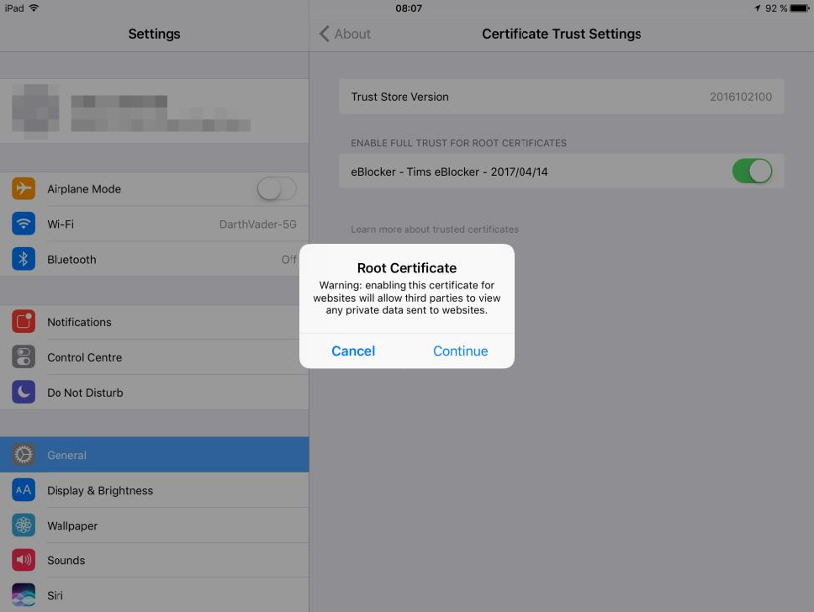 iPad
08:07
92 %
Settings
About
Certificate Trust Settings
Trust Store Version
2016102100
ENABLE FULL TRUST FOR ROOT CERTIFICATES
eBlocker - Tims eBlocker - 2017/04/14
Learn more about trusted certificates
Airplane Mode
Wi-Fi
DarthVader-5G
Bluetooth
Off
Notifications
Control Centre
Do Not Disturb
General
AA
Display & Brightness
Wallpaper
Sounds
Siri
Root Certificate
Warning: enabling this certificate for
websites will allow third parties to view
any private data sent to websites.
Cancel
Continue